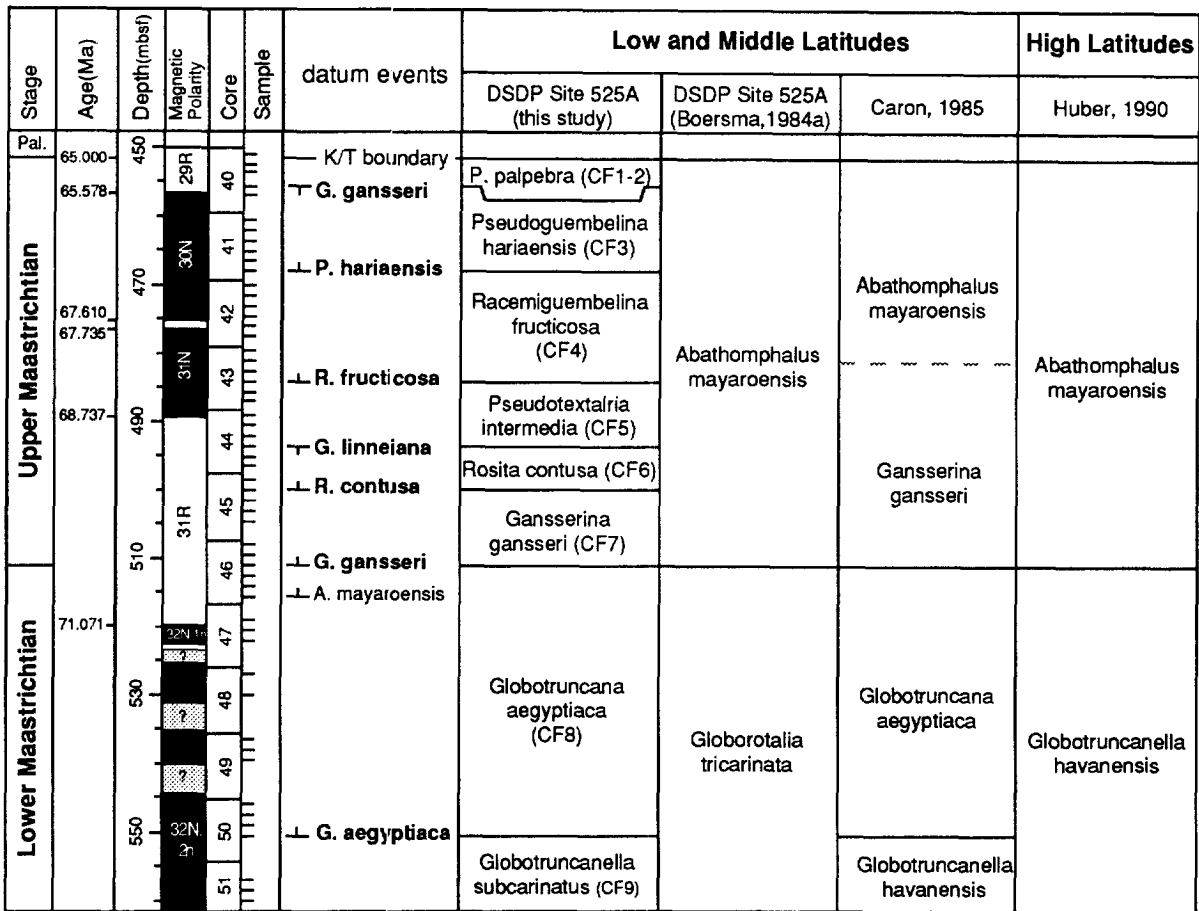 Stage
Age(Ma)
Depth(mbsf)
Magnetic
Polarity
Core
Sample
datum events
Low and Middle Latitudes
High Latitudes
DSDP Site 525A
(this study)
DSDP Site 525A
(Boersma,1984a)
Caron, 1985
Huber, 1990
Pal.
Upper Maastrichtian
Lower Maastrichtian
65.000
65.578
67.610
67.735
68.737
71.071
450
470
490
510
530
550
29R
30N
31N
31R
32N.1n
?
?
?
32N.
2n
40
41
42
43
44
45
46
47
48
49
50
51
K/T boundary
G. gansseri
P. hariaensis
R. fructicosa
G. linneiana
R. contusa
G. gansseri
A. mayaroensis
G. aegyptiaca
P. palpebra (CF1-2)
Pseudoguembelina
hariaensis (CF3)
Racemiguembelina
fructicosa
(CF4)
Pseudotextalria
intermedia (CF5)
Rosita contusa (CF6)
Gansserina
gansseri (CF7)
Globotruncana
aegyptiaca
(CF8)
Globotruncanella
subcarinatus (CF9)
Abathomphalus
mayaroensis
Globorotalia
tricarinata
Abathomphalus
mayaroensis
Gansserina
gansseri
Globotruncana
aegyptiaca
Globotruncanella
havanensis
Abathomphalus
mayaroensis
Globotruncanella
havanensis